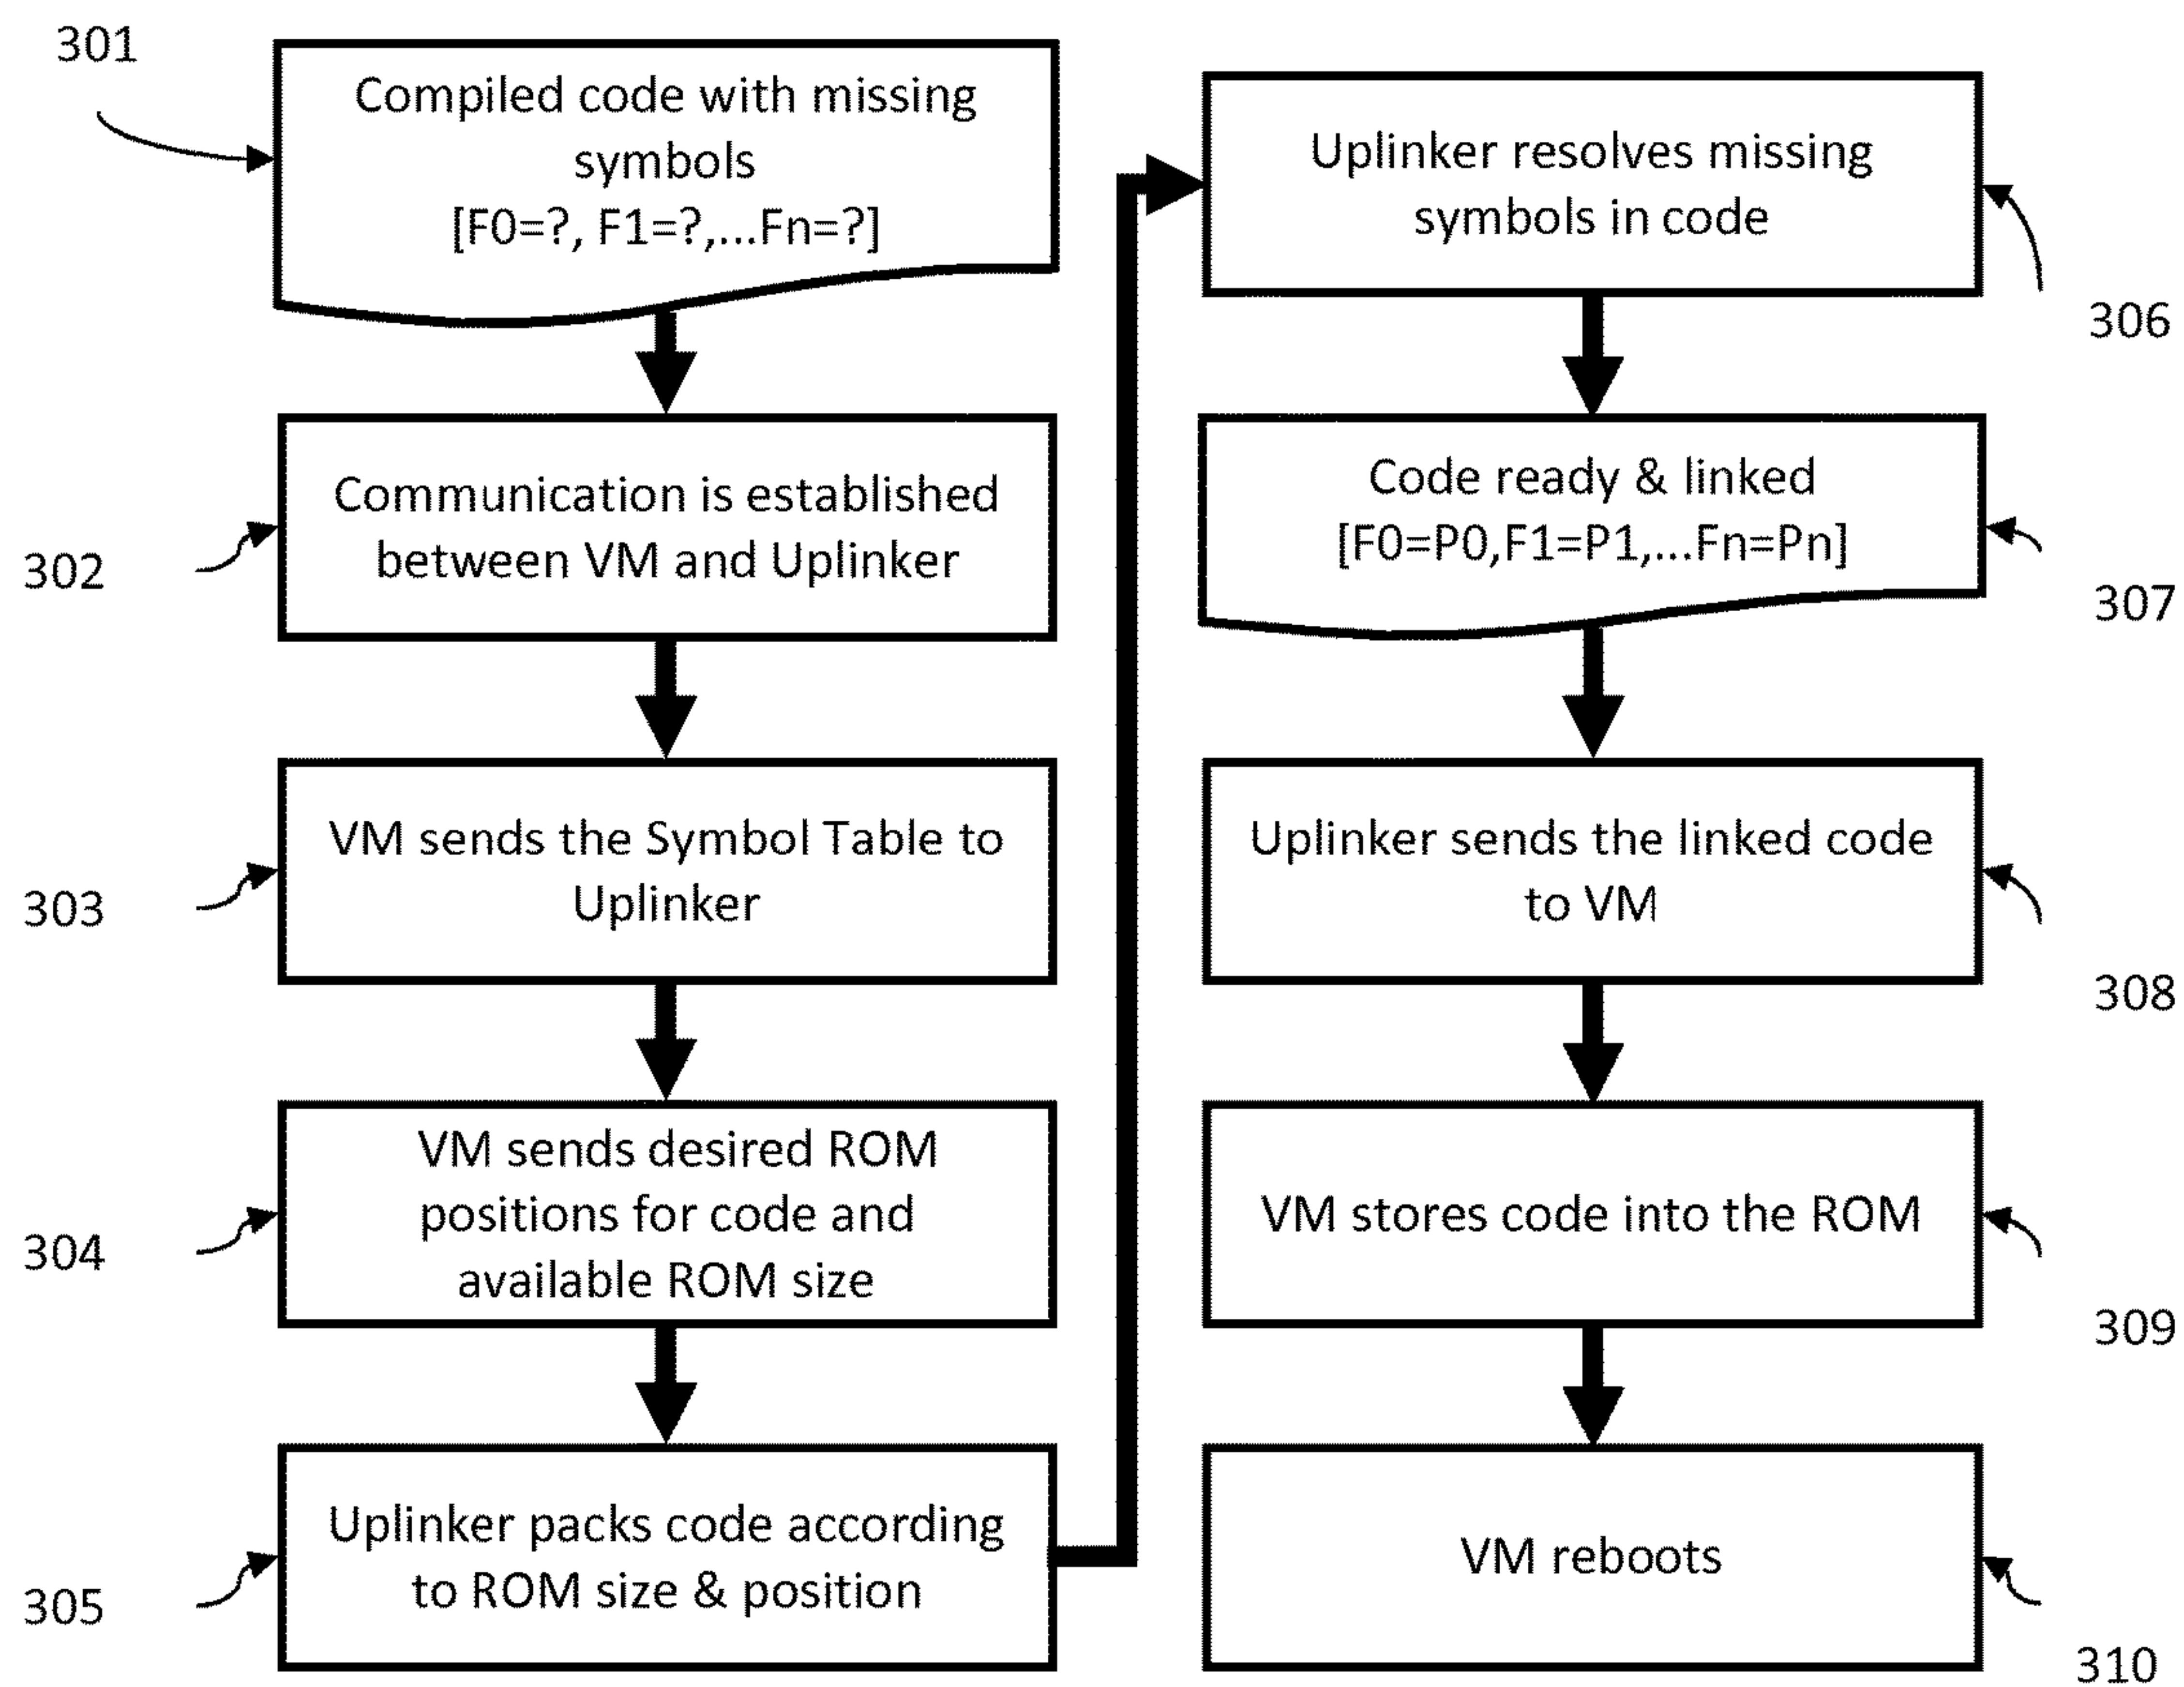 301
Compiled code with missing
symbols
[F0=?, F1=?,...Fn=?]
302
Communication is established
between VM and Uplinker
303
VM sends the Symbol Table to
Uplinker
304
VM sends desired ROM
positions for code and
available ROM size
305
Uplinker packs code according
to ROM size & position
Uplinker resolves missing
symbols in code
306
Code ready & linked
[F0=P0,F1=P1,...Fn=Pn]
307
Uplinker sends the linked code
to VM
308
VM stores code into the ROM
309
VM reboots
310